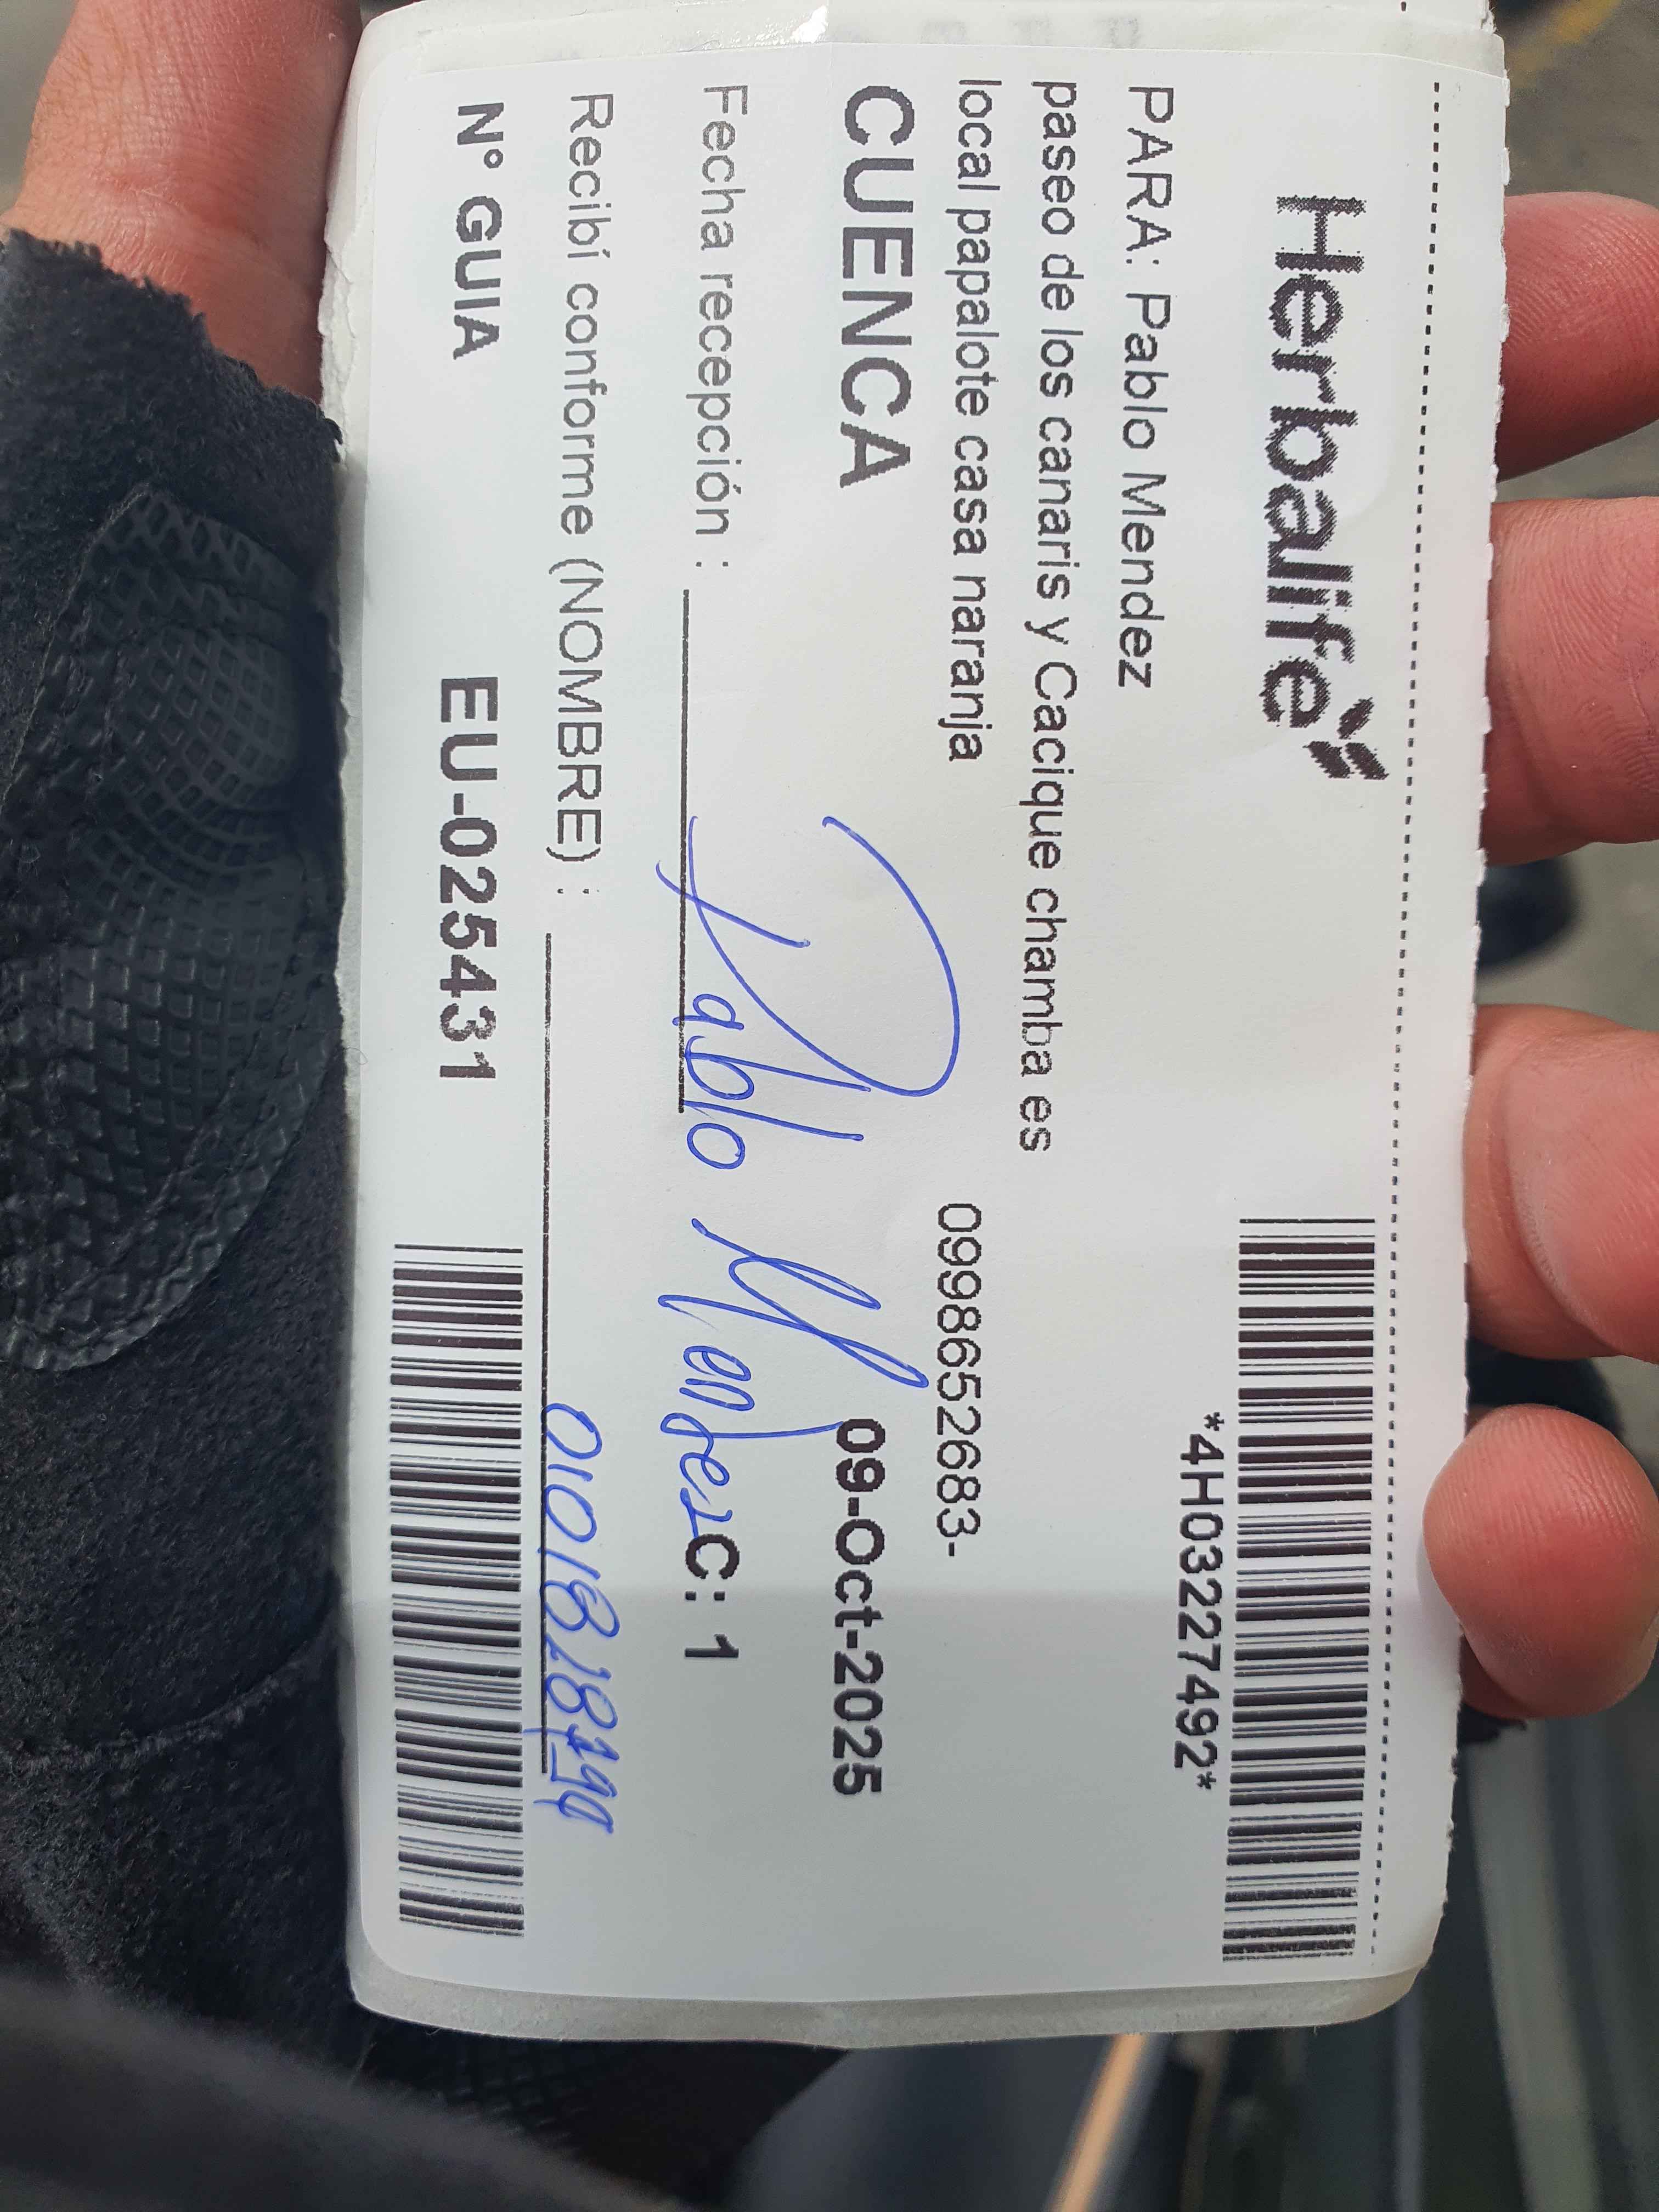 Herbalife
*4H03227492*
PARA: Pablo Mendez
paseo de los canaris y Cacique chamba es
local papalote casa naranja 0998652683-
CUENCA 09-Oct-2025
Fecha recepción : Pablo Mendez C: 1
Recibí conforme (NOMBRE) :
N° GUIA EU-025431